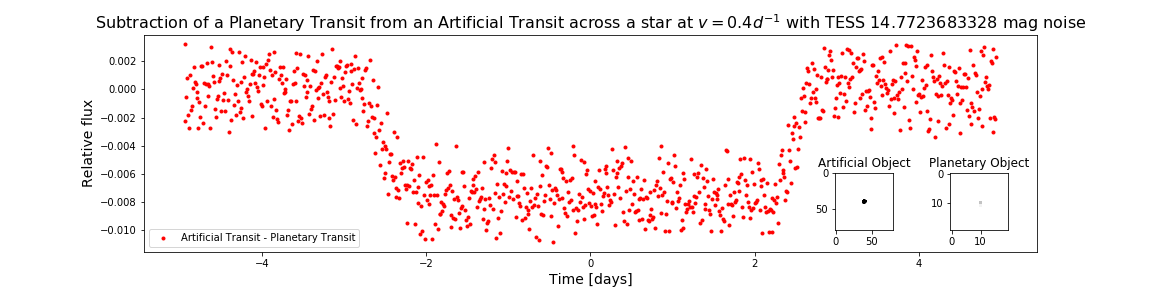 Subtraction of a Planetary Transit from an Artificial Transit across a star at v = 0.4d⁻¹ with TESS 14.7723683328 mag noise
Relative flux
0.002
0.000
−0.002
−0.004
−0.006
−0.008
−0.010
Artificial Transit - Planetary Transit
Artificial Object
0
50
0 50
Planetary Object
0
10
0 10
−4 −2 0 2 4
Time [days]